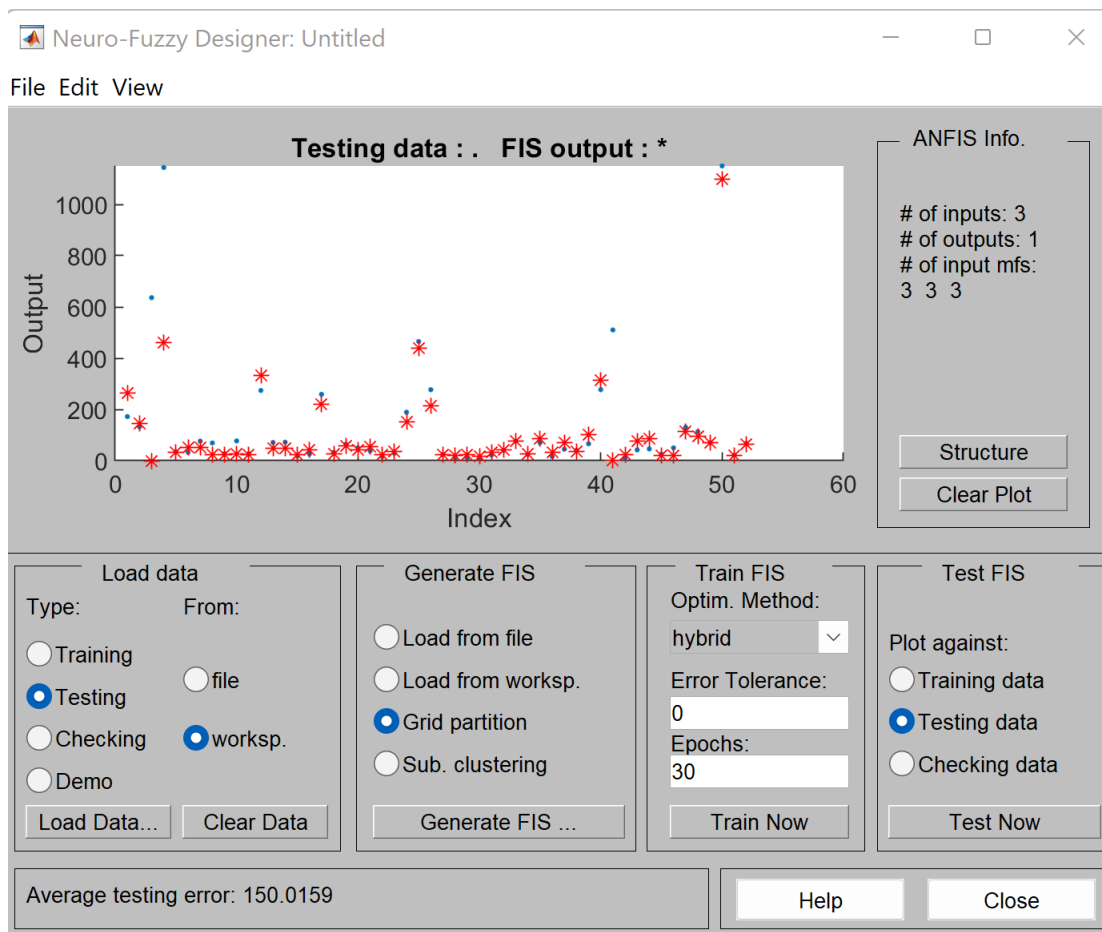 Neuro-Fuzzy Designer: Untitled
File Edit View
Testing data : . FIS output : *
1000
800
600
400
200
0
Output
0 10 20 30 40 50 60
Index
ANFIS Info.
# of inputs: 3
# of outputs: 1
# of input mfs:
3 3 3
Structure
Clear Plot
Load data
Type: From:
Training
Testing
Checking
Demo
file
worksp.
Load Data... Clear Data
Generate FIS
Load from file
Load from worksp.
Grid partition
Sub. clustering
Generate FIS ...
Train FIS
Optim. Method:
hybrid
Error Tolerance:
0
Epochs:
30
Train Now
Test FIS
Plot against:
Training data
Testing data
Checking data
Test Now
Average testing error: 150.0159
Help Close